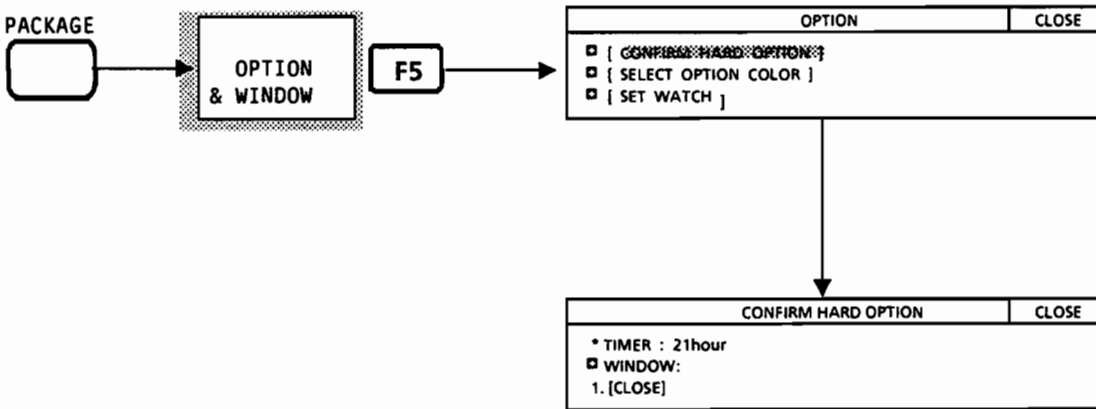 PACKAGE
OPTION
& WINDOW
F5
OPTION CLOSE
[ CONFIRM HARD OPTION ]
[ SELECT OPTION COLOR ]
[ SET WATCH ]
CONFIRM HARD OPTION CLOSE
* TIMER : 21hour
WINDOW:
1. [CLOSE]